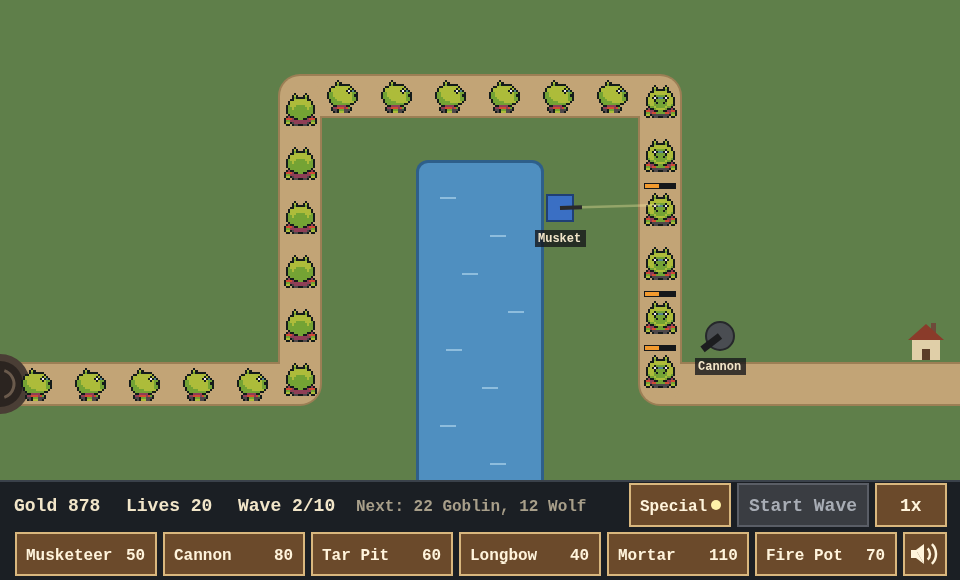 Musket
Cannon
Gold 878 Lives 20 Wave 2/10 Next: 22 Goblin, 12 Wolf Special Start Wave 1x
Musketeer 50 Cannon 80 Tar Pit 60 Longbow 40 Mortar 110 Fire Pot 70